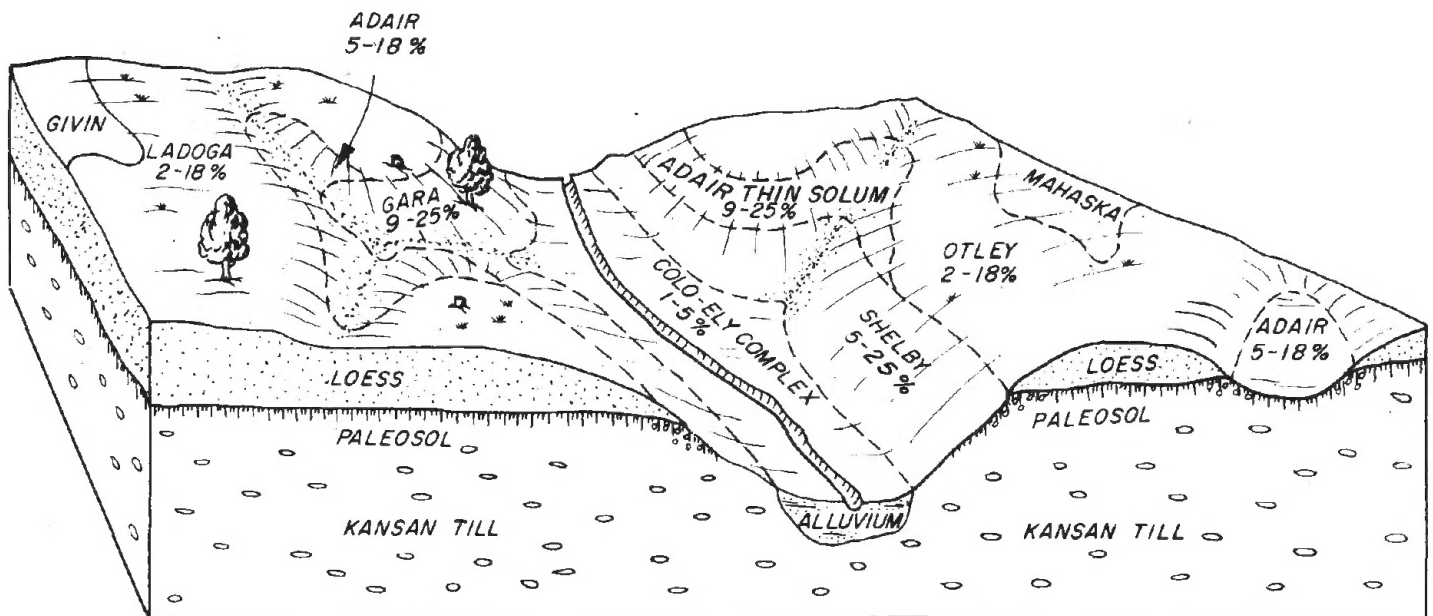 ADAIR
5-18%
GIVIN
LADOGA
2-18%
GARA
9-25%
ADAIR THIN SOLUM
9-25%
MAHASKA
OTLEY
2-18%
COLO-ELY COMPLEX
1-5%
SHELBY
5-25%
ADAIR
5-18%
LOESS
LOESS
PALEOSOL
PALEOSOL
ALLUVIUM
KANSAN TILL
KANSAN TILL